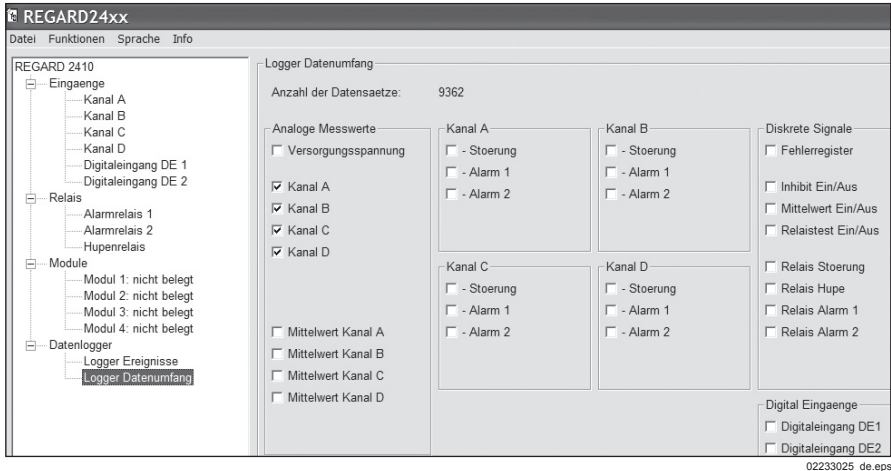 REGARD24xx
Datei Funktionen Sprache Info
REGARD 2410
Eingaenge
Kanal A
Kanal B
Kanal C
Kanal D
Digitaleingang DE 1
Digitaleingang DE 2
Relais
Alarmrelais 1
Alarmrelais 2
Hupenrelais
Module
Modul 1: nicht belegt
Modul 2: nicht belegt
Modul 3: nicht belegt
Modul 4: nicht belegt
Datenlogger
Logger Ereignisse
Logger Datenumfang
Logger Datenumfang
Anzahl der Datensaetze: 9362
Analoge Messwerte
Versorgungsspannung
Kanal A
Kanal B
Kanal C
Kanal D
Mittelwert Kanal A
Mittelwert Kanal B
Mittelwert Kanal C
Mittelwert Kanal D
Kanal A
- Stoerung
- Alarm 1
- Alarm 2
Kanal B
- Stoerung
- Alarm 1
- Alarm 2
Kanal C
- Stoerung
- Alarm 1
- Alarm 2
Kanal D
- Stoerung
- Alarm 1
- Alarm 2
Diskrete Signale
Fehlerregister
Inhibit Ein/Aus
Mittelwert Ein/Aus
Relaistest Ein/Aus
Relais Stoerung
Relais Hupe
Relais Alarm 1
Relais Alarm 2
Digital Eingaenge
Digitaleingang DE1
Digitaleingang DE2
02233025_de.eps